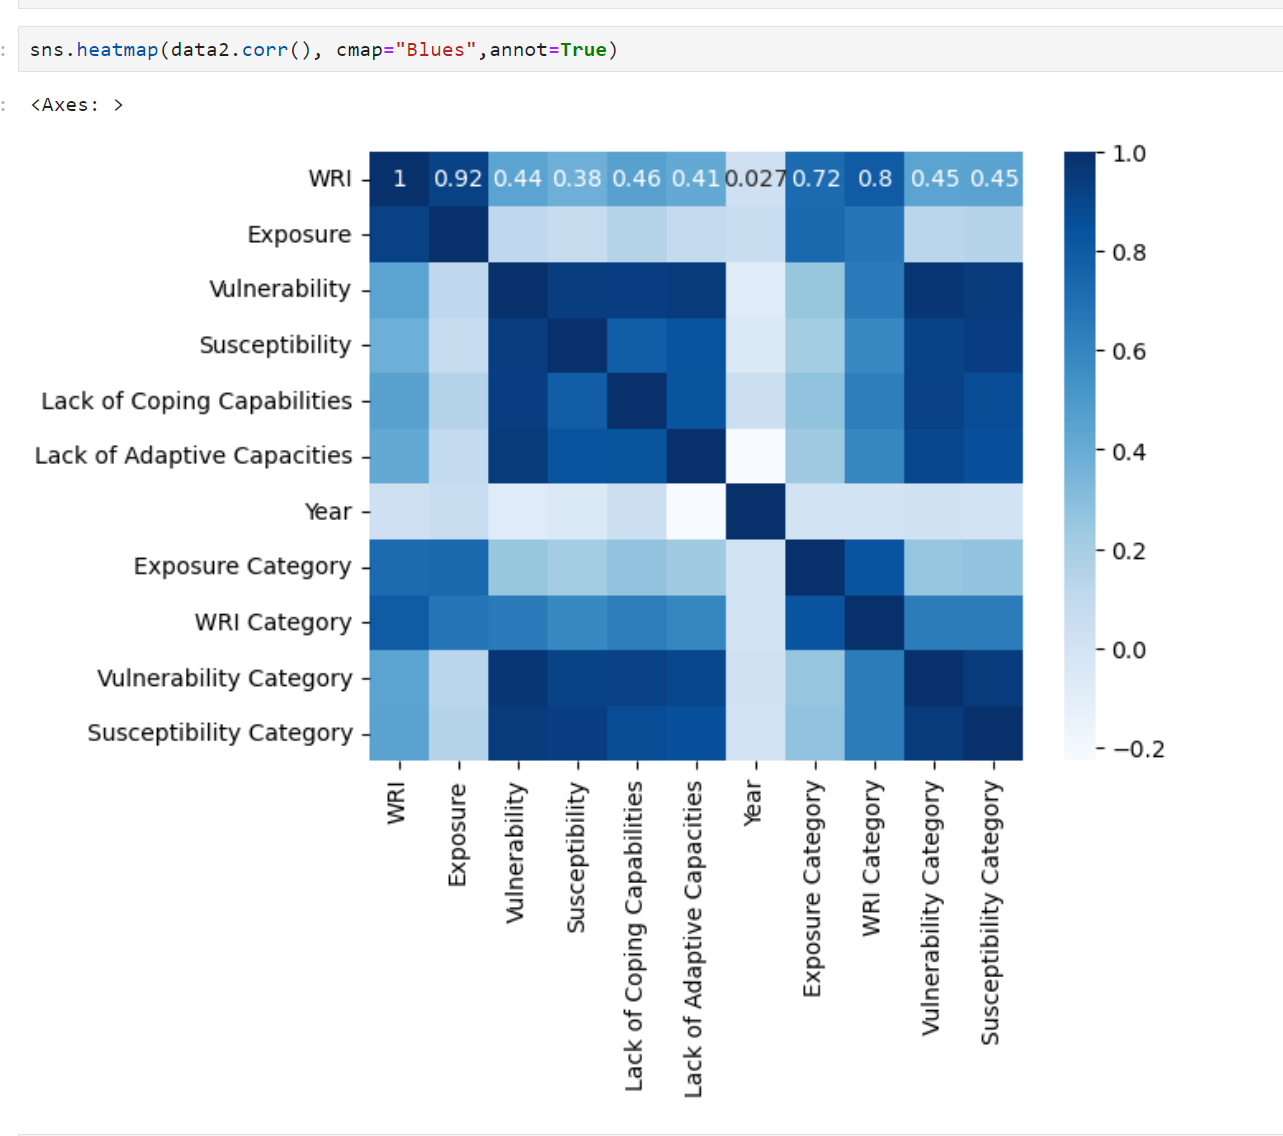 : sns.heatmap(data2.corr(), cmap="Blues",annot=True)
: <Axes: >
WRI 1 0.92 0.44 0.38 0.46 0.41 0.027 0.72 0.8 0.45 0.45
Exposure
Vulnerability
Susceptibility
Lack of Coping Capabilities
Lack of Adaptive Capacities
Year
Exposure Category
WRI Category
Vulnerability Category
Susceptibility Category
WRI
Exposure
Vulnerability
Susceptibility
Lack of Coping Capabilities
Lack of Adaptive Capacities
Year
Exposure Category
WRI Category
Vulnerability Category
Susceptibility Category
1.0
0.8
0.6
0.4
0.2
0.0
−0.2